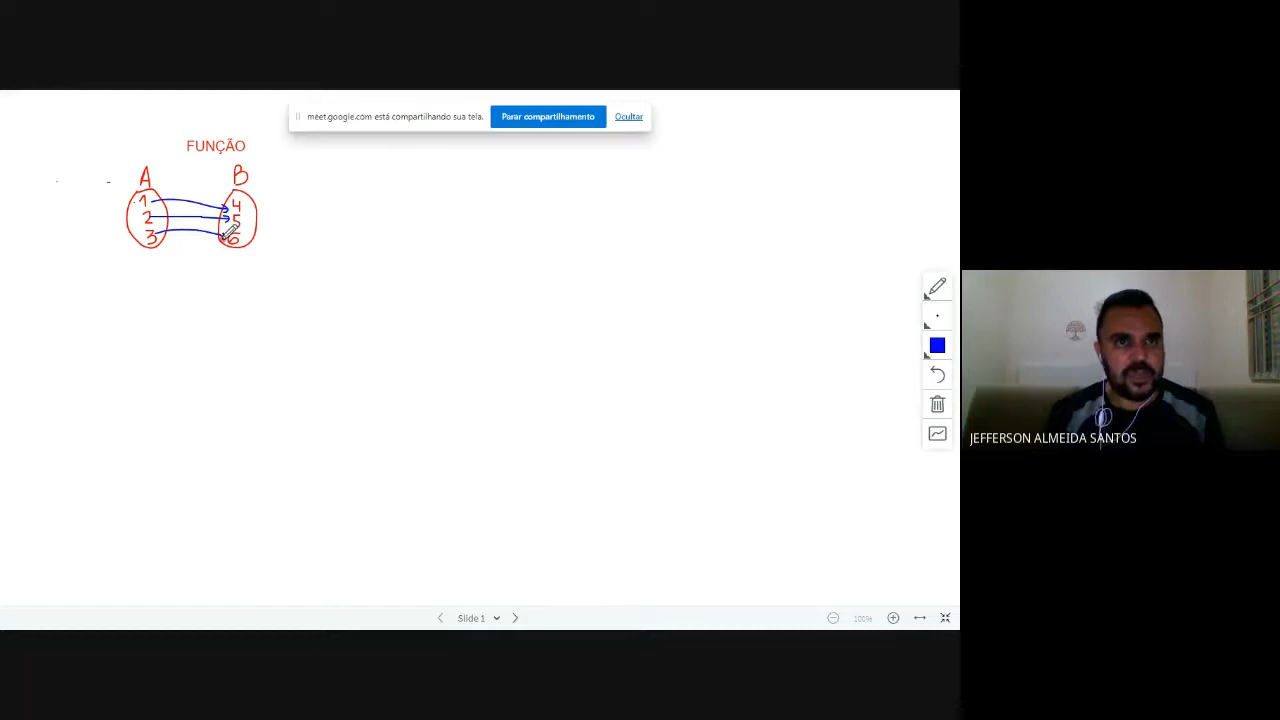 meet.google.com está compartilhando sua tela. Parar compartilhamento Ocultar
FUNÇÃO
A B
1 4
2 5
3 6
JEFFERSON ALMEIDA SANTOS
Slide 1 100%